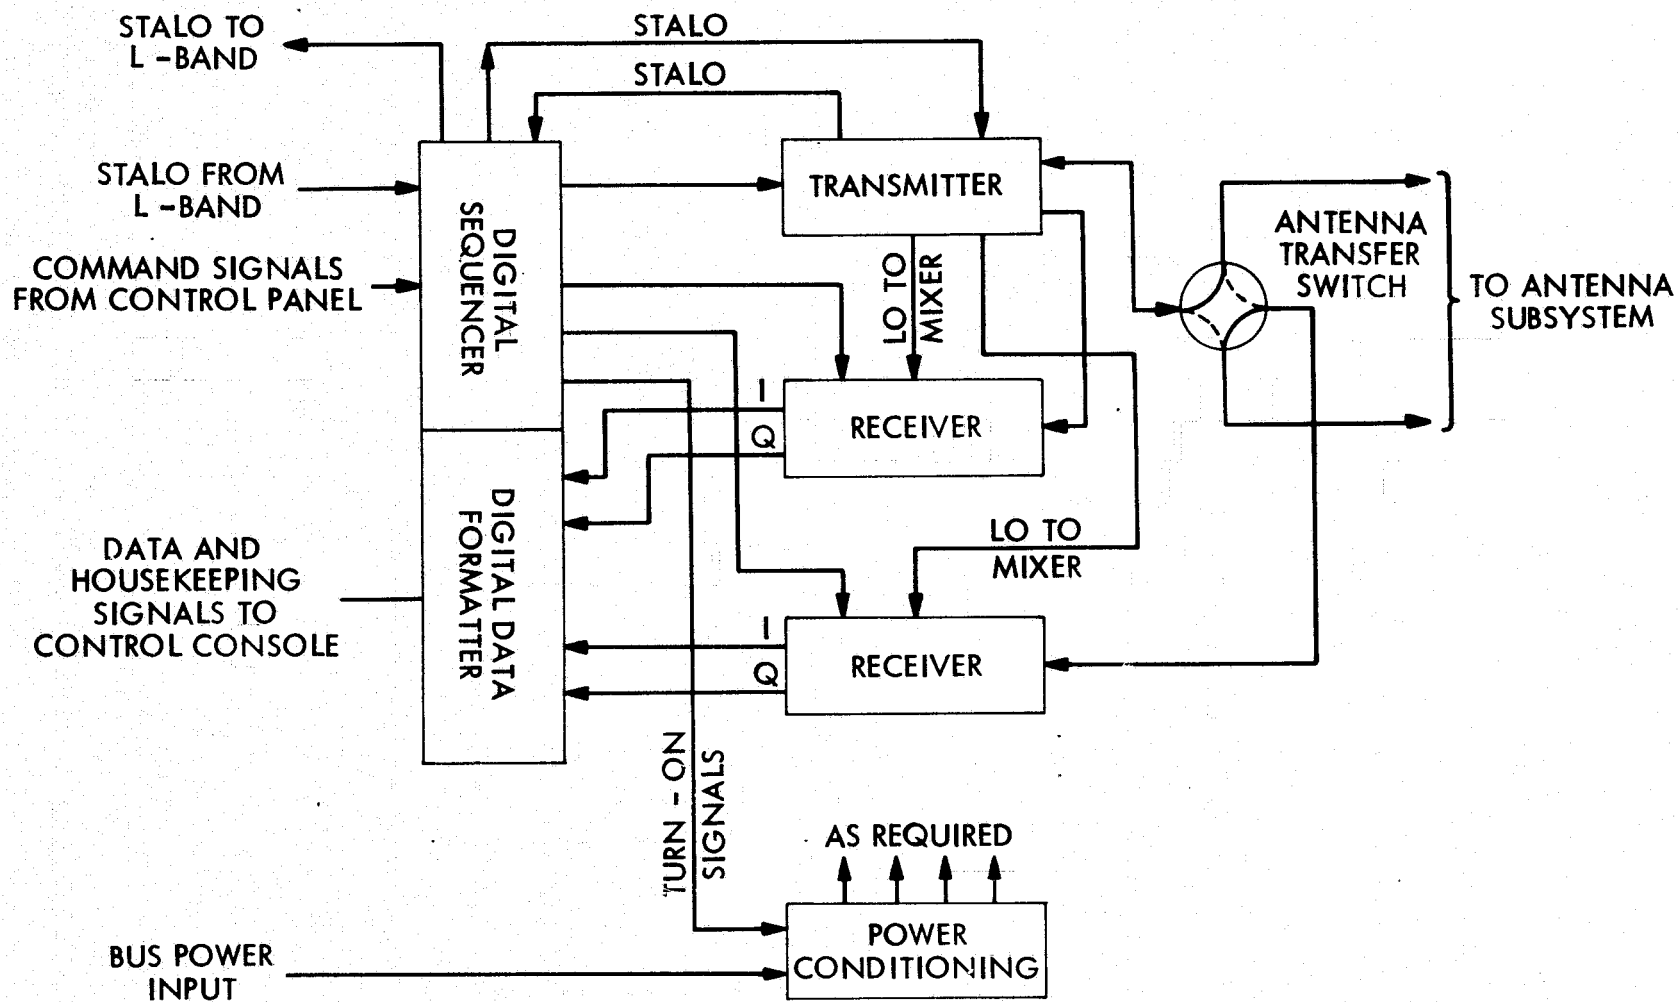 STALO TO
L -BAND
STALO
STALO
STALO FROM
L -BAND
COMMAND SIGNALS
FROM CONTROL PANEL
DIGITAL
SEQUENCER
TRANSMITTER
ANTENNA
TRANSFER
SWITCH
TO ANTENNA
SUBSYSTEM
LO TO
MIXER
I
Q
RECEIVER
DIGITAL DATA
FORMATTER
DATA AND
HOUSEKEEPING
SIGNALS TO
CONTROL CONSOLE
LO TO
MIXER
I
Q
RECEIVER
TURN - ON
SIGNALS
AS REQUIRED
POWER
CONDITIONING
BUS POWER
INPUT